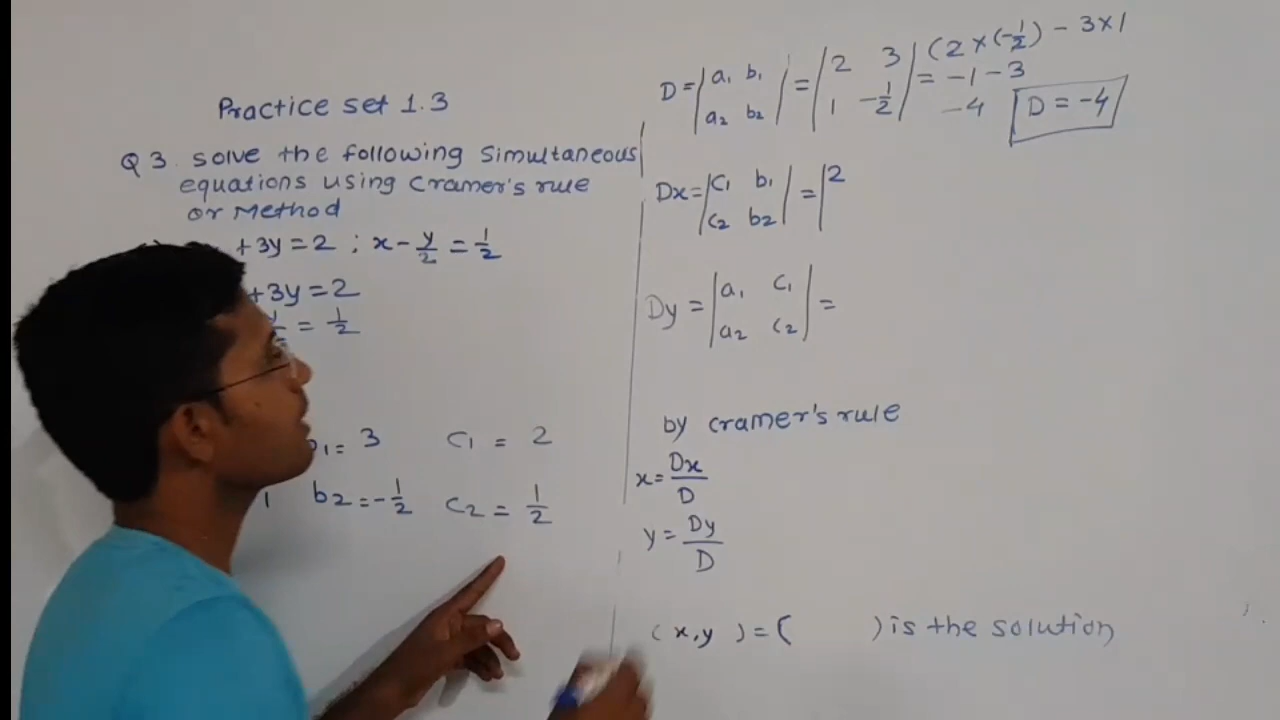 Practice set 1.3
Q 3. solve the following simultaneous
equations using Cramer's rule
or Method
+3y = 2 ; x - y/2 = 1/2
+3y = 2
= 1/2
1 = 3 c1 = 2
1 b2 = -1/2 c2 = 1/2
D = |a1 b1| = |2 3| (2 × (-1/2) - 3×1
|a2 b2| |1 -1/2| = -1 - 3
-4 D = -4
Dx = |c1 b1| = |2
|c2 b2|
Dy = |a1 c1| =
|a2 c2|
by cramer's rule
x = Dx/D
y = Dy/D
(x,y) = ( ) is the solution